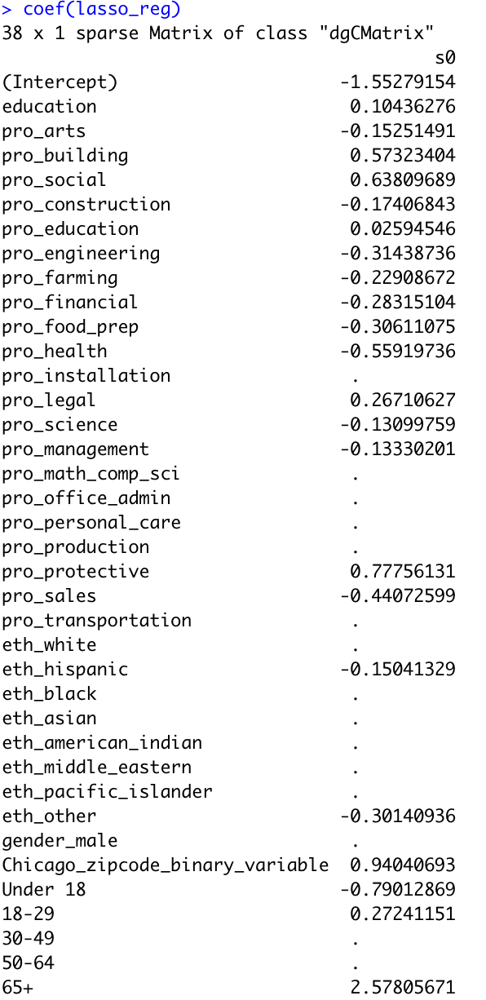 > coef(lasso_reg)
38 x 1 sparse Matrix of class "dgCMatrix"
s0
(Intercept) -1.55279154
education 0.10436276
pro_arts -0.15251491
pro_building 0.57323404
pro_social 0.63809689
pro_construction -0.17406843
pro_education 0.02594546
pro_engineering -0.31438736
pro_farming -0.22908672
pro_financial -0.28315104
pro_food_prep -0.30611075
pro_health -0.55919736
pro_installation .
pro_legal 0.26710627
pro_science -0.13099759
pro_management -0.13330201
pro_math_comp_sci .
pro_office_admin .
pro_personal_care .
pro_production .
pro_protective 0.77756131
pro_sales -0.44072599
pro_transportation .
eth_white .
eth_hispanic -0.15041329
eth_black .
eth_asian .
eth_american_indian .
eth_middle_eastern .
eth_pacific_islander .
eth_other -0.30140936
gender_male .
Chicago_zipcode_binary_variable 0.94040693
Under 18 -0.79012869
18-29 0.27241151
30-49 .
50-64 .
65+ 2.57805671